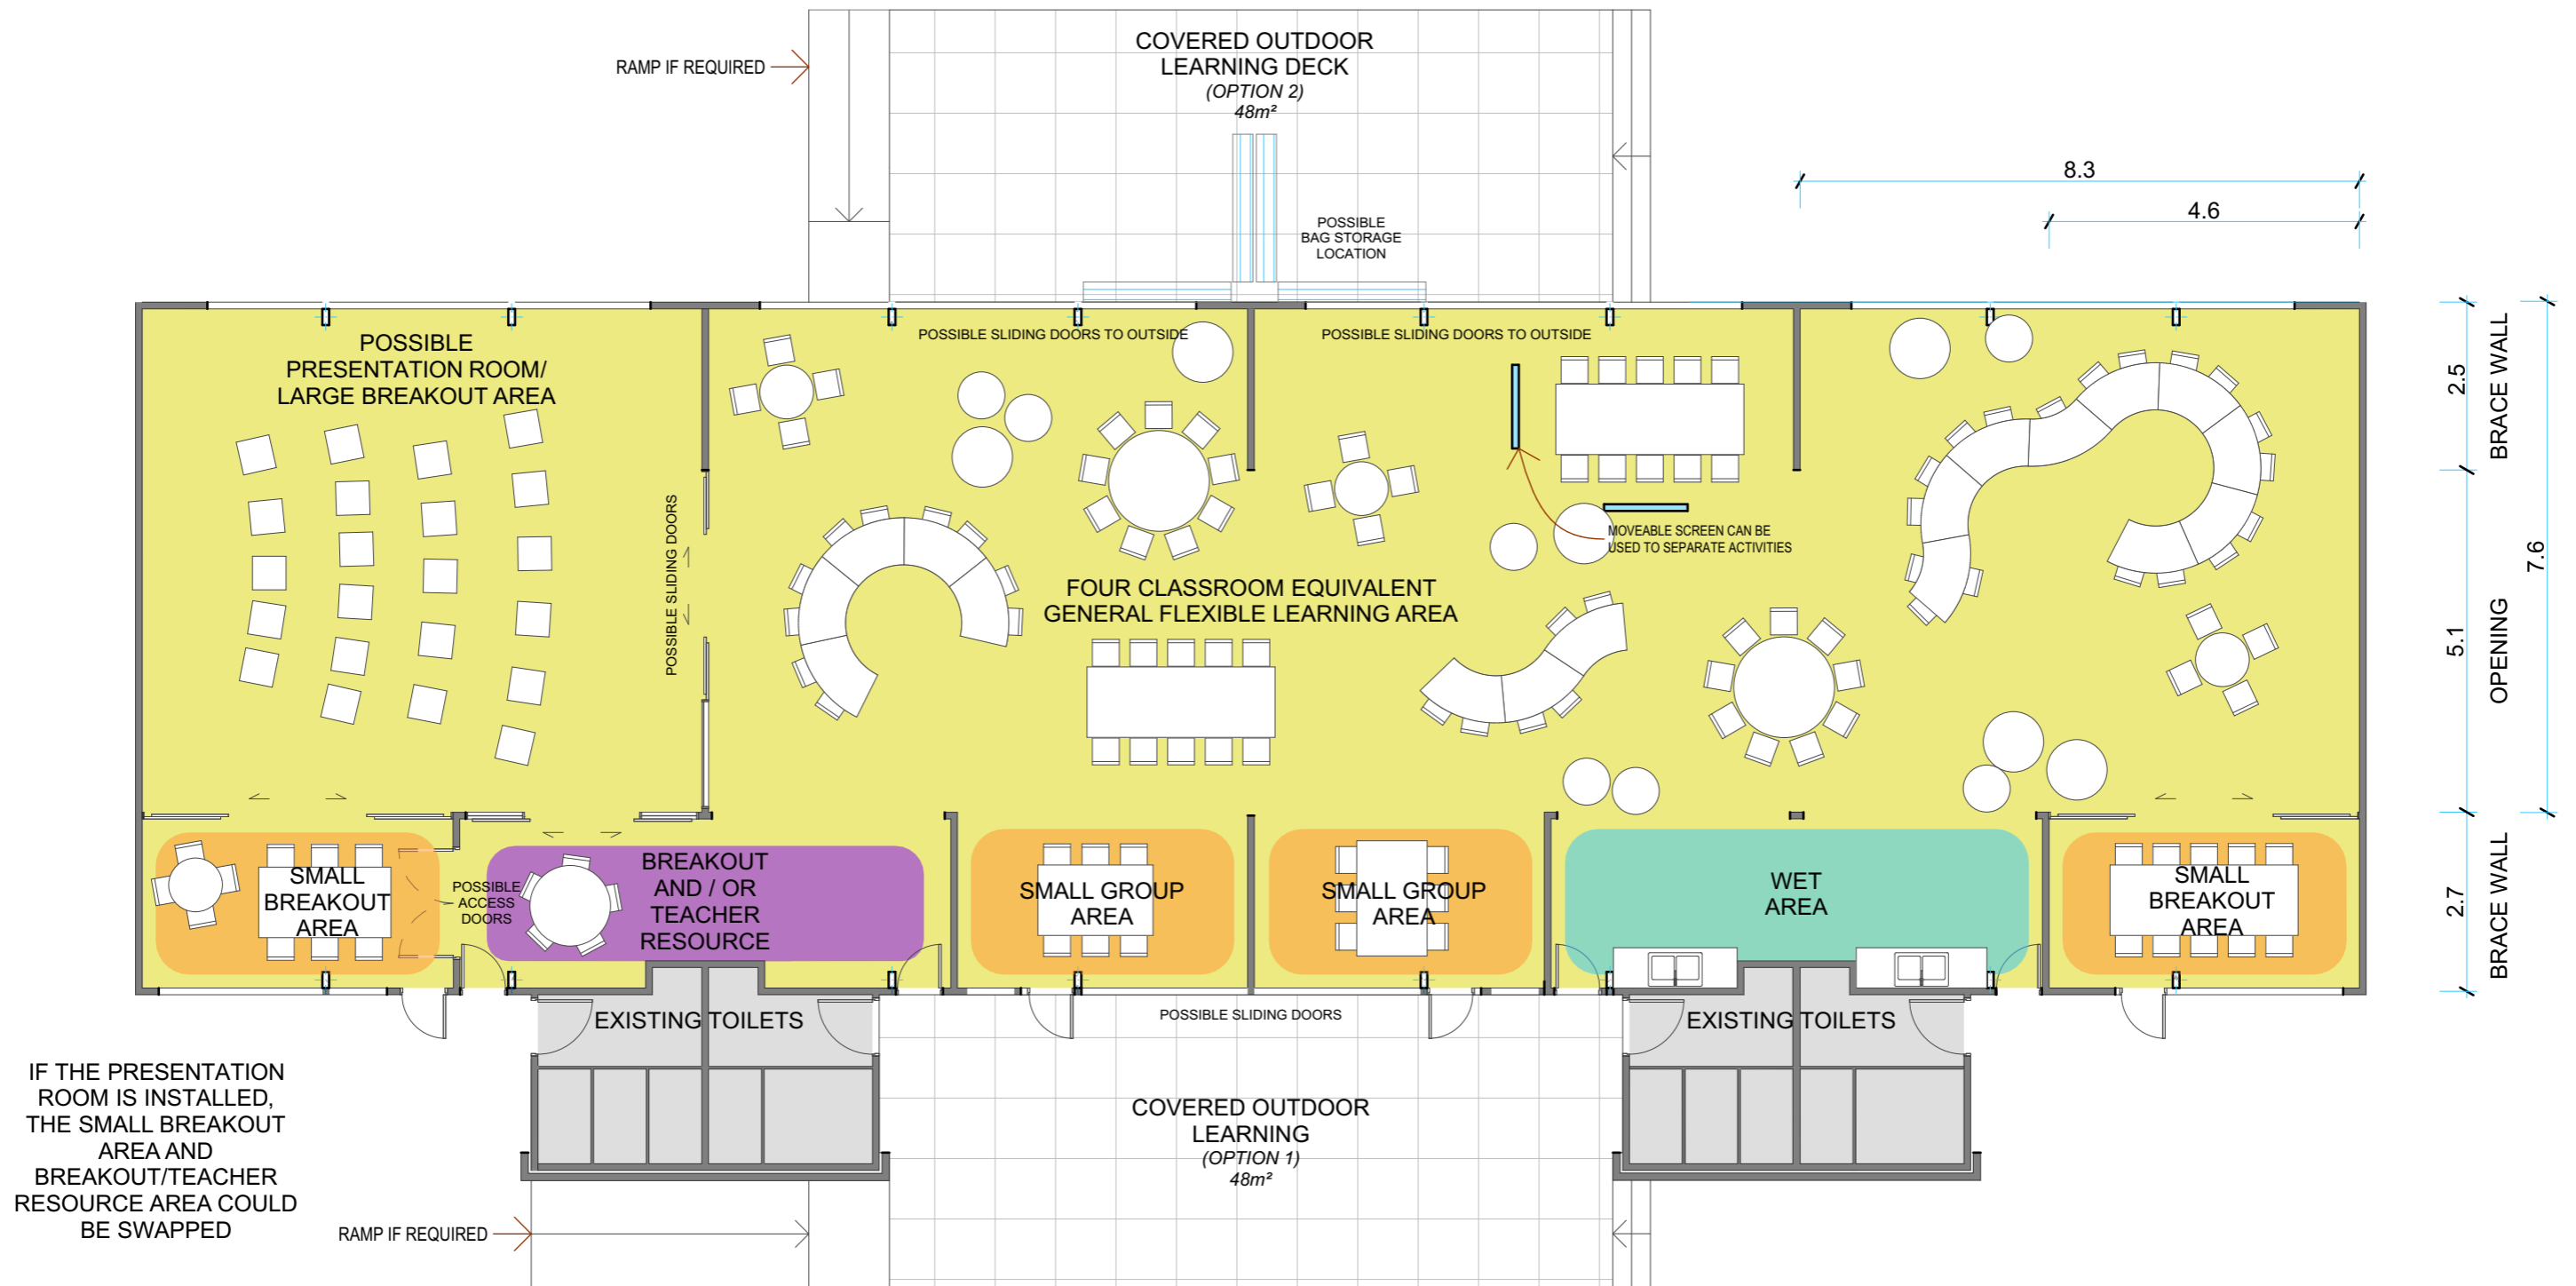 COVERED OUTDOOR
LEARNING DECK
(OPTION 2)
48m²
RAMP IF REQUIRED
POSSIBLE
BAG STORAGE
LOCATION
8.3
4.6
POSSIBLE
PRESENTATION ROOM/
LARGE BREAKOUT AREA
POSSIBLE SLIDING DOORS TO OUTSIDE
POSSIBLE SLIDING DOORS TO OUTSIDE
POSSIBLE SLIDING DOORS
MOVEABLE SCREEN CAN BE
USED TO SEPARATE ACTIVITIES
FOUR CLASSROOM EQUIVALENT
GENERAL FLEXIBLE LEARNING AREA
2.5
BRACE WALL
7.6
5.1
OPENING
2.7
BRACE WALL
SMALL
BREAKOUT
AREA
POSSIBLE
ACCESS
DOORS
BREAKOUT
AND / OR
TEACHER
RESOURCE
SMALL GROUP
AREA
SMALL GROUP
AREA
WET
AREA
SMALL
BREAKOUT
AREA
EXISTING TOILETS
POSSIBLE SLIDING DOORS
EXISTING TOILETS
IF THE PRESENTATION
ROOM IS INSTALLED,
THE SMALL BREAKOUT
AREA AND
BREAKOUT/TEACHER
RESOURCE AREA COULD
BE SWAPPED
COVERED OUTDOOR
LEARNING
(OPTION 1)
48m²
RAMP IF REQUIRED